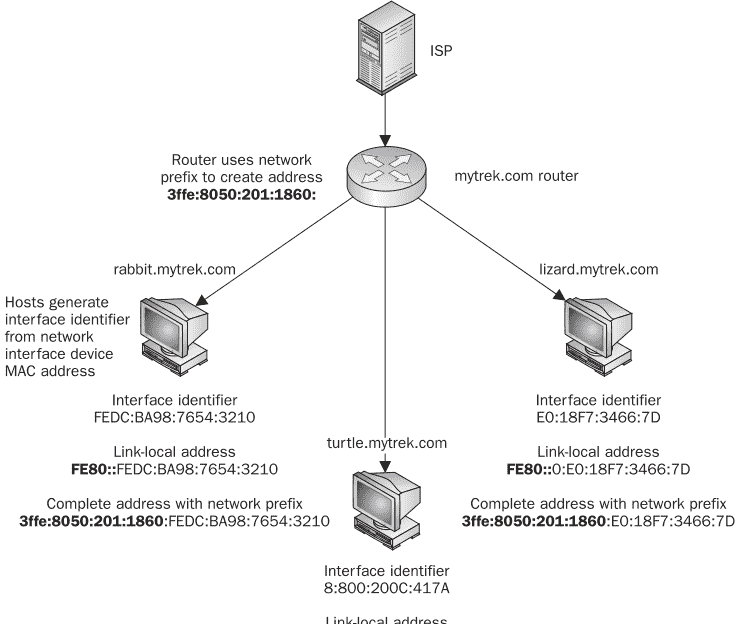 ISP
Router uses network
prefix to create address
3ffe:8050:201:1860:
mytrek.com router
rabbit.mytrek.com
lizard.mytrek.com
Hosts generate
interface identifier
from network
interface device
MAC address
Interface identifier
FEDC:BA98:7654:3210
Link-local address
FE80::FEDC:BA98:7654:3210
Complete address with network prefix
3ffe:8050:201:1860:FEDC:BA98:7654:3210
Interface identifier
E0:18F7:3466:7D
Link-local address
FE80::0:E0:18F7:3466:7D
Complete address with network prefix
3ffe:8050:201:1860:E0:18F7:3466:7D
turtle.mytrek.com
Interface identifier
8:800:200C:417A
Link-local address